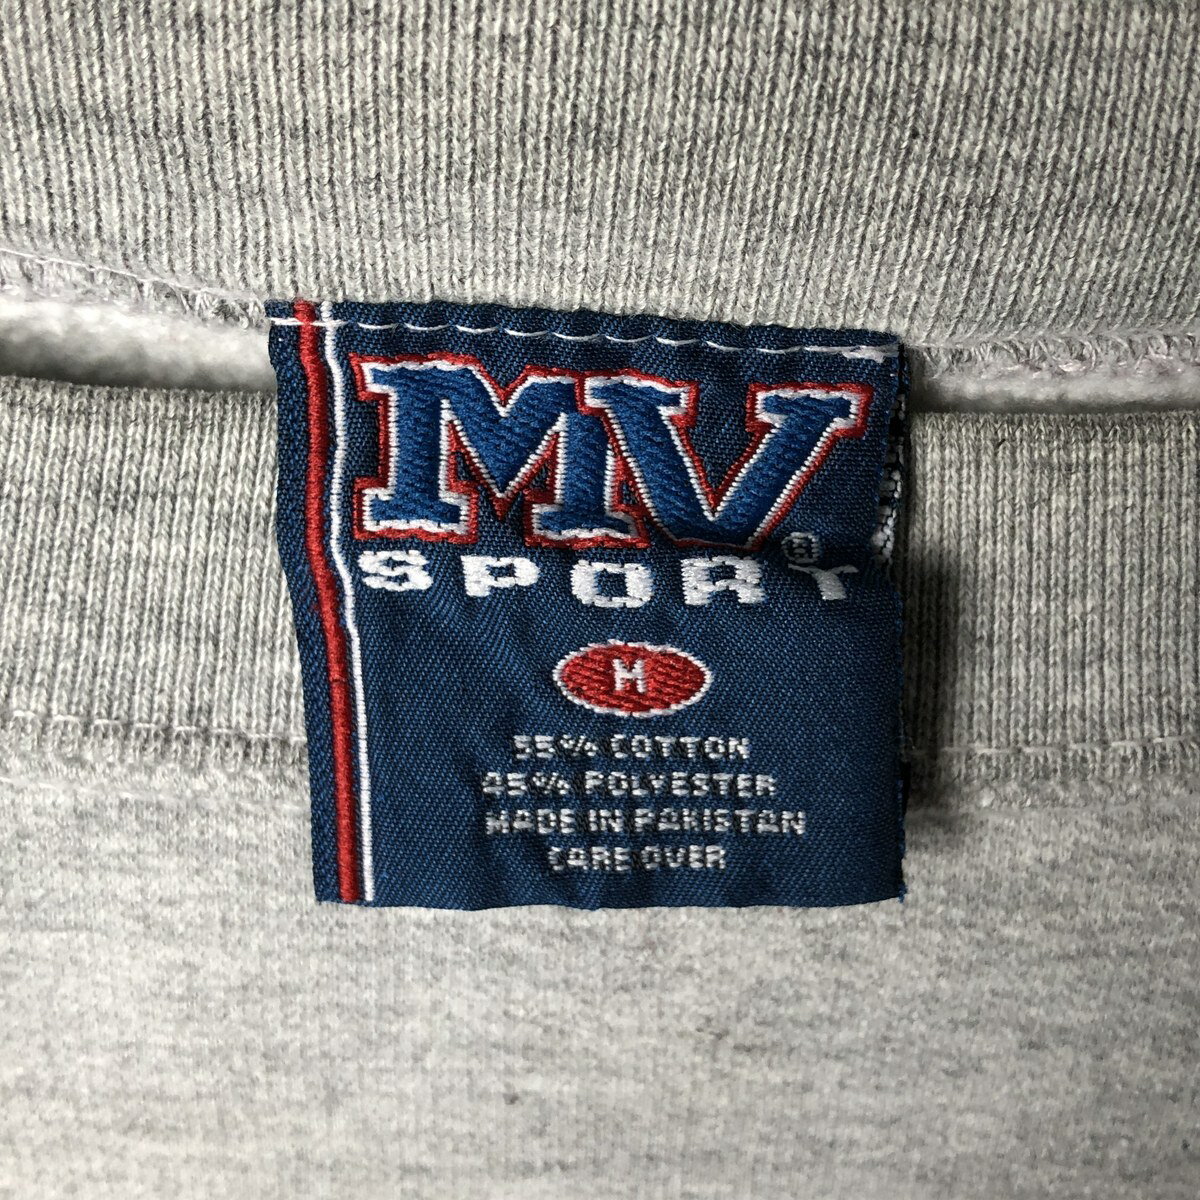 MV
SPORT®
M
55% COTTON
45% POLYESTER
MADE IN PAKISTAN
CARE OVER